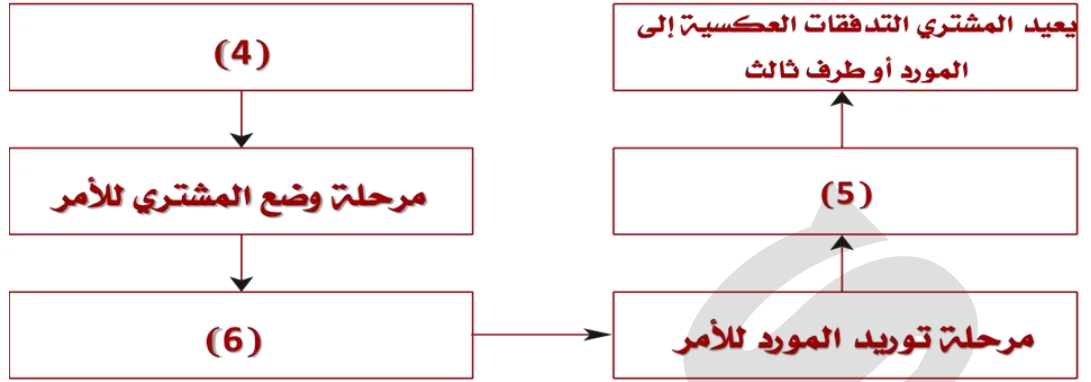 (4)
مرحلة وضع المشتري للأمر
(6)
يعيد المشتري التدفقات العكسية إلى
المورد أو طرف ثالث
(5)
مرحلة توريد المورد للأمر